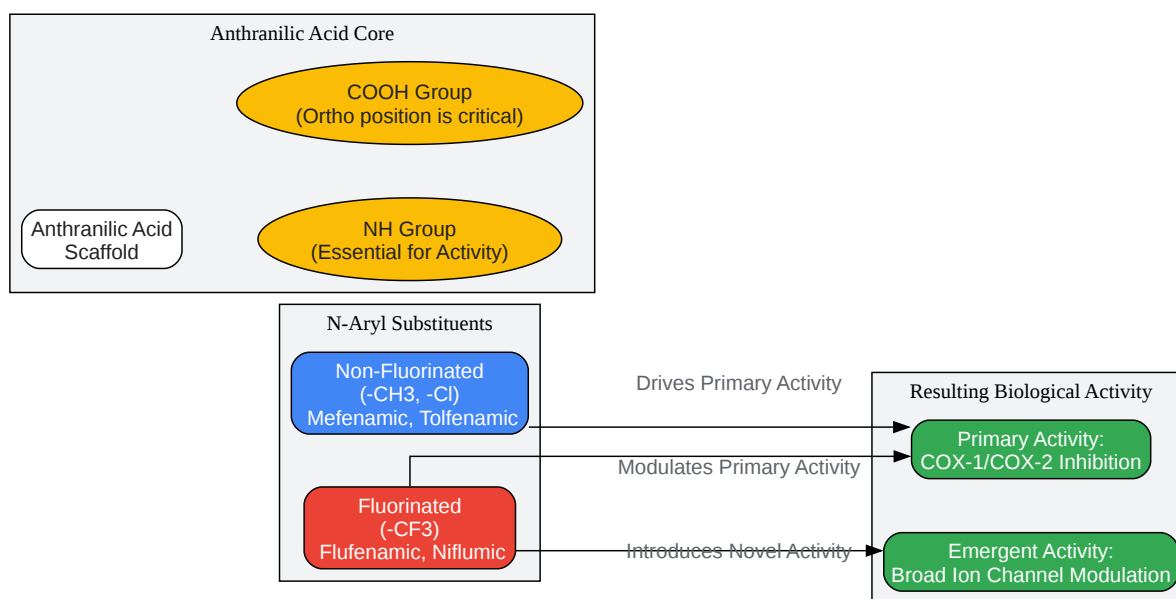 Anthranilic Acid Core
COOH Group
(Ortho position is critical)
Anthranilic Acid
Scaffold
NH Group
(Essential for Activity)
N-Aryl Substituents
Non-Fluorinated
(-CH3, -Cl)
Mefenamic, Tolfenamic
Fluorinated
(-CF3)
Flufenamic, Niflumic
Drives Primary Activity
Modulates Primary Activity
Introduces Novel Activity
Resulting Biological Activity
Primary Activity:
COX-1/COX-2 Inhibition
Emergent Activity:
Broad Ion Channel Modulation